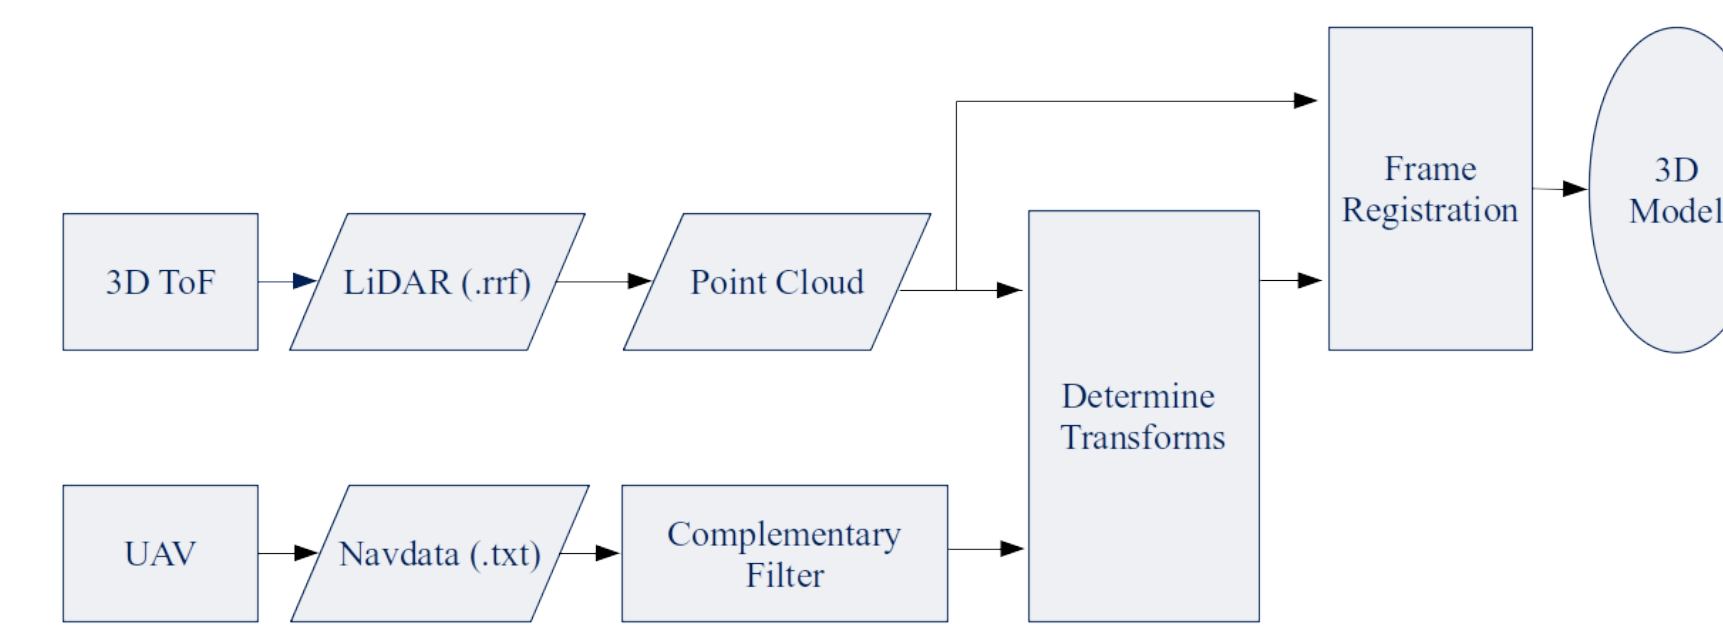 Frame
Registration
3D
Model
3D ToF
LiDAR (.rrf)
Point Cloud
Determine
Transforms
UAV
Navdata (.txt)
Complementary
Filter